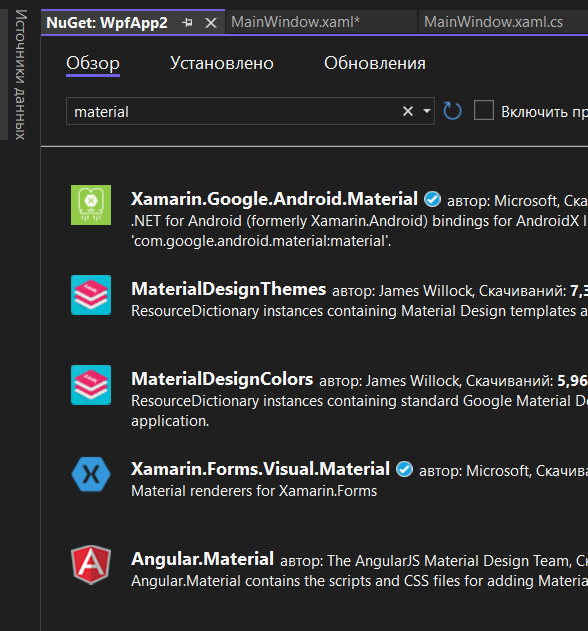 Источники данных
NuGet: WpfApp2 MainWindow.xaml* MainWindow.xaml.cs
Обзор Установлено Обновления
material Включить пр
Xamarin.Google.Android.Material автор: Microsoft, Ска
.NET for Android (formerly Xamarin.Android) bindings for AndroidX l
'com.google.android.material:material'.
MaterialDesignThemes автор: James Willock, Скачиваний: 7,3
ResourceDictionary instances containing Material Design templates a
MaterialDesignColors автор: James Willock, Скачиваний: 5,96
ResourceDictionary instances containing standard Google Material De
application.
Xamarin.Forms.Visual.Material автор: Microsoft, Скачива
Material renderers for Xamarin.Forms
Angular.Material автор: The AngularJS Material Design Team, Ск
Angular.Material contains the scripts and CSS files for adding Materia